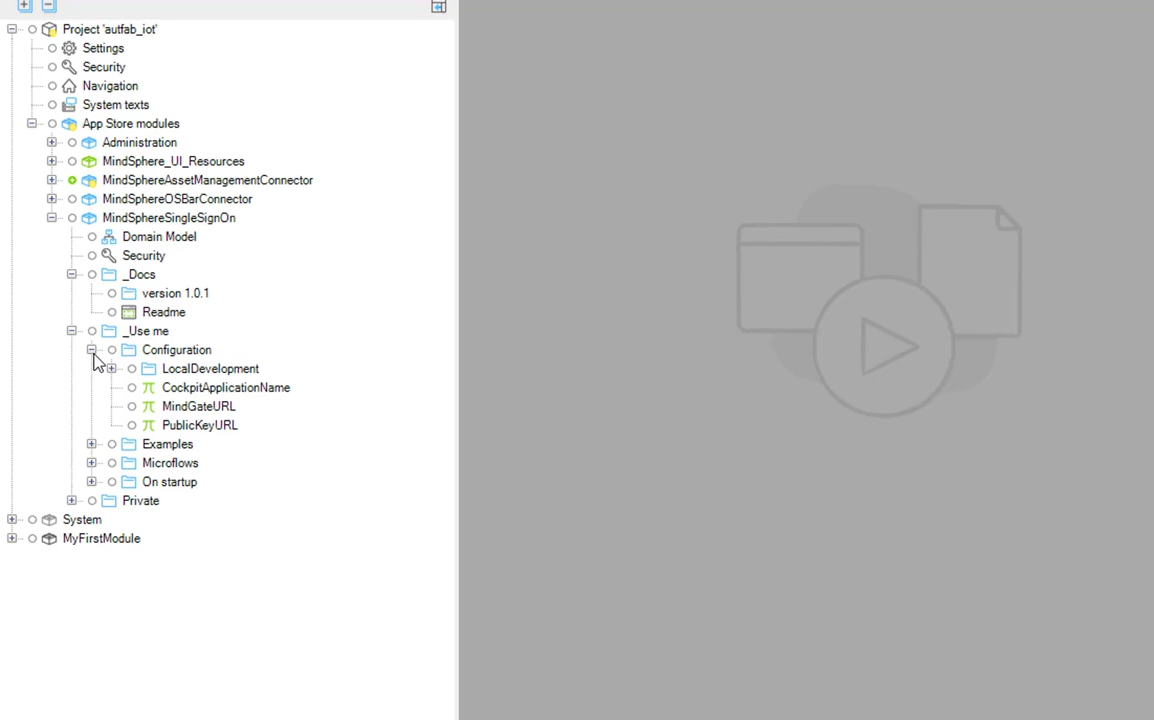 Project 'autfab_iot'
Settings
Security
Navigation
System texts
App Store modules
Administration
MindSphere_UI_Resources
MindSphereAssetManagementConnector
MindSphereOSBarConnector
MindSphereSingleSignOn
Domain Model
Security
_Docs
version 1.0.1
Readme
_Use me
Configuration
LocalDevelopment
CockpitApplicationName
MindGateURL
PublicKeyURL
Examples
Microflows
On startup
Private
System
MyFirstModule